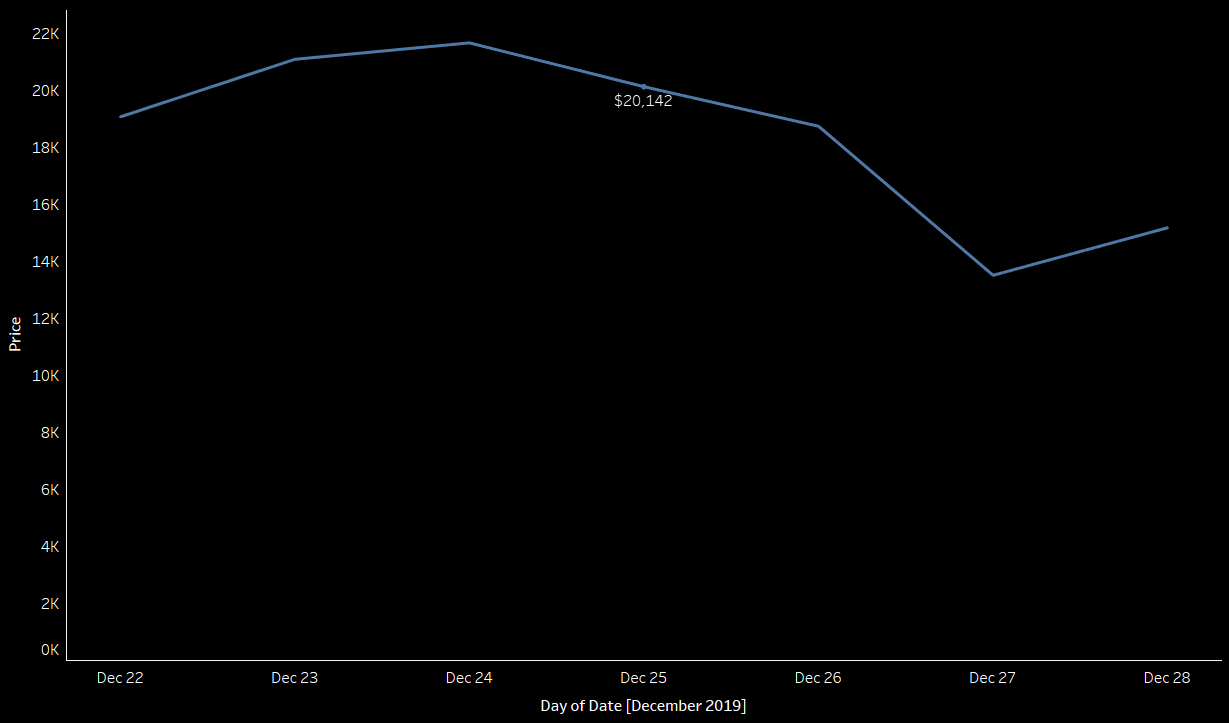 22K
20K
18K
16K
14K
12K
10K
8K
6K
4K
2K
0K
Price
$20,142
Dec 22 Dec 23 Dec 24 Dec 25 Dec 26 Dec 27 Dec 28
Day of Date [December 2019]